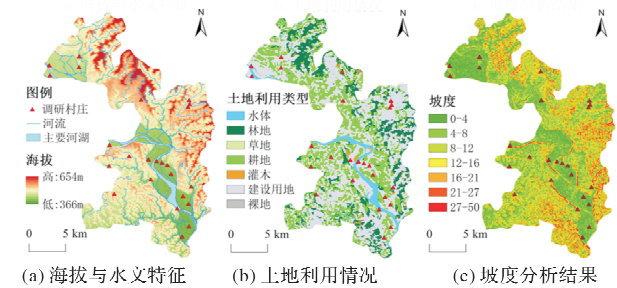 N
N
N
图例
调研村庄
河流
主要河湖
海拔
高:654m
低:366m
0 5 km
(a) 海拔与水文特征
土地利用类型
水体
林地
草地
耕地
灌木
建设用地
裸地
0 5 km
(b) 土地利用情况
坡度
0-4
4-8
8-12
12-16
16-21
21-27
27-50
0 5 km
(c) 坡度分析结果